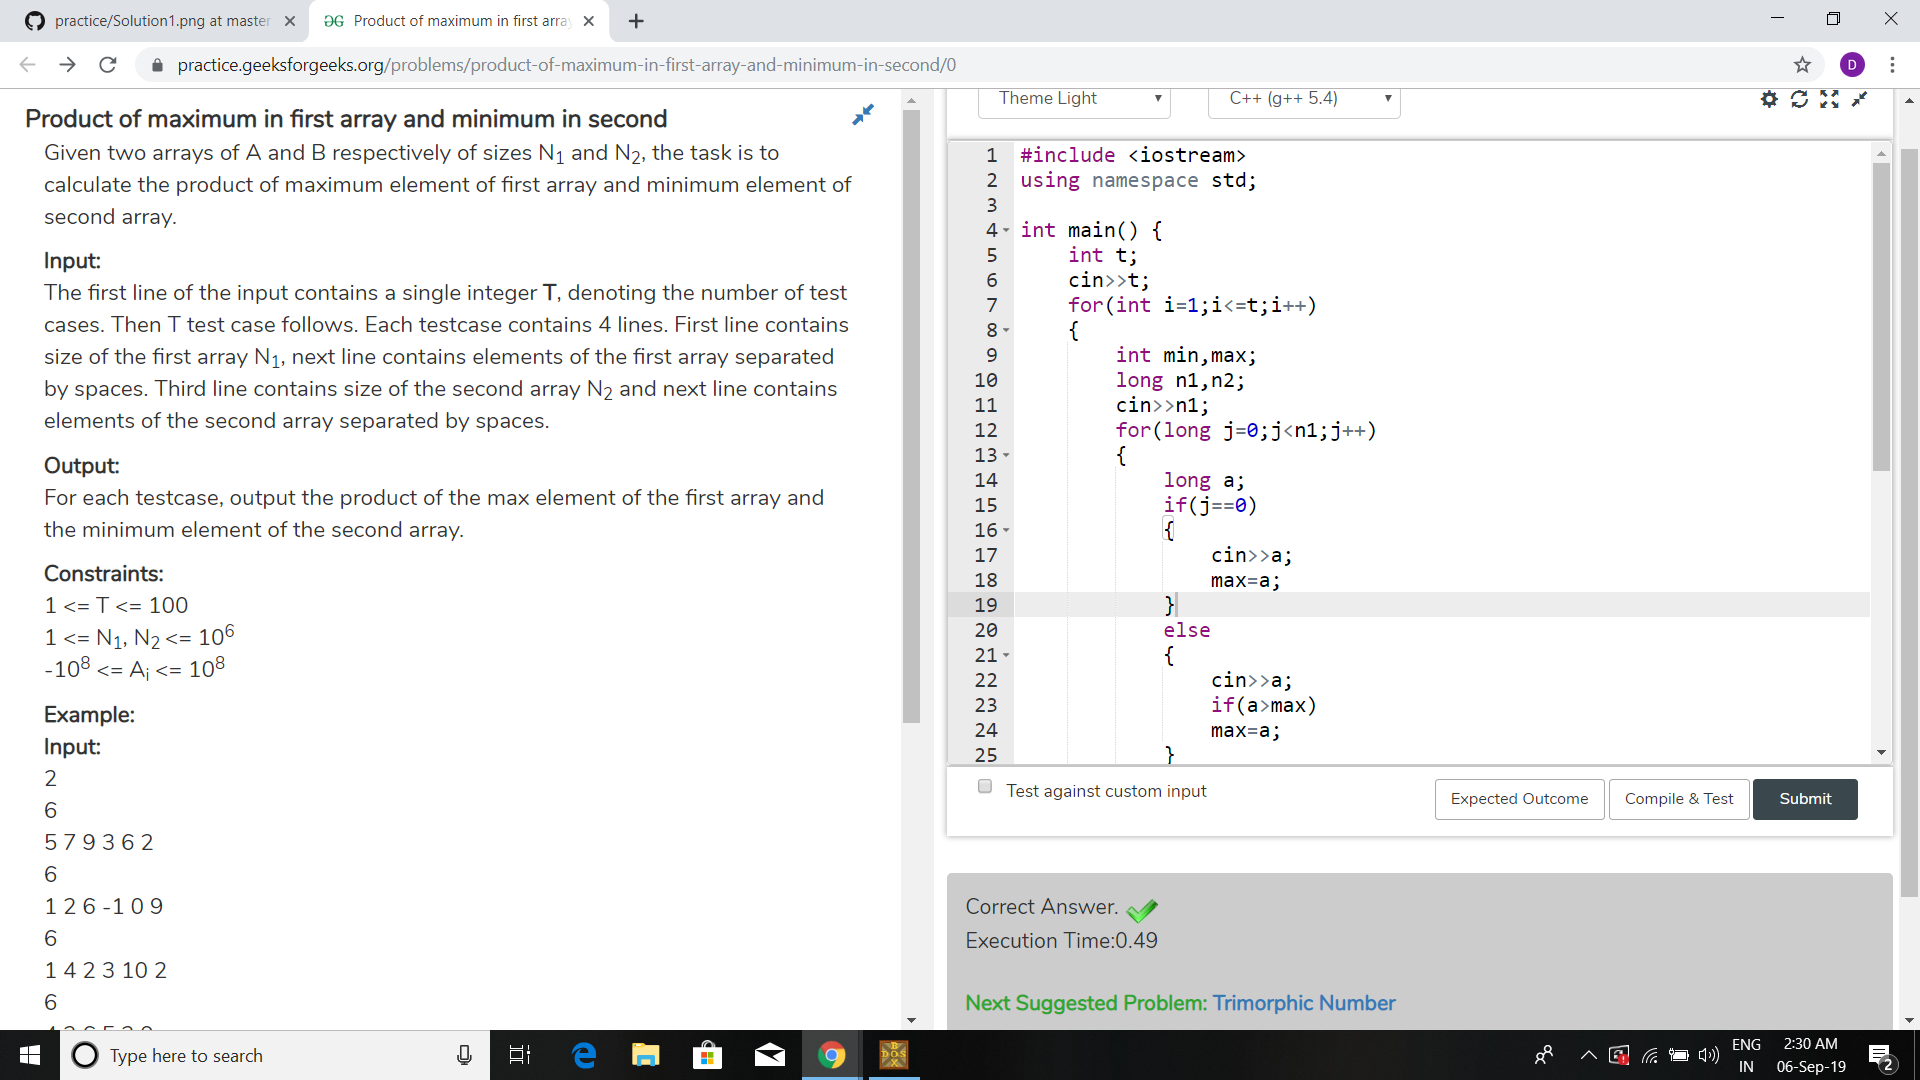 practice/Solution1.png at master
Product of maximum in first arra
practice.geeksforgeeks.org/problems/product-of-maximum-in-first-array-and-minimum-in-second/0
D
Product of maximum in first array and minimum in second
Given two arrays of A and B respectively of sizes N1 and N2, the task is to
calculate the product of maximum element of first array and minimum element of
second array.
Input:
The first line of the input contains a single integer T, denoting the number of test
cases. Then T test case follows. Each testcase contains 4 lines. First line contains
size of the first array N1, next line contains elements of the first array separated
by spaces. Third line contains size of the second array N2 and next line contains
elements of the second array separated by spaces.
Output:
For each testcase, output the product of the max element of the first array and
the minimum element of the second array.
Constraints:
1 <= T <= 100
1 <= N1, N2 <= 10^6
-10^8 <= Ai <= 10^8
Example:
Input:
2
6
5 7 9 3 6 2
6
1 2 6 -1 0 9
6
1 4 2 3 10 2
6
Theme Light
C++ (g++ 5.4)
1 #include <iostream>
2 using namespace std;
3
4 int main() {
5 int t;
6 cin>>t;
7 for(int i=1;i<=t;i++)
8 {
9 int min,max;
10 long n1,n2;
11 cin>>n1;
12 for(long j=0;j<n1;j++)
13 {
14 long a;
15 if(j==0)
16 {
17 cin>>a;
18 max=a;
19 }
20 else
21 {
22 cin>>a;
23 if(a>max)
24 max=a;
25 }
Test against custom input
Expected Outcome
Compile & Test
Submit
Correct Answer.
Execution Time:0.49
Next Suggested Problem: Trimorphic Number
Type here to search
ENG
IN
2:30 AM
06-Sep-19
2